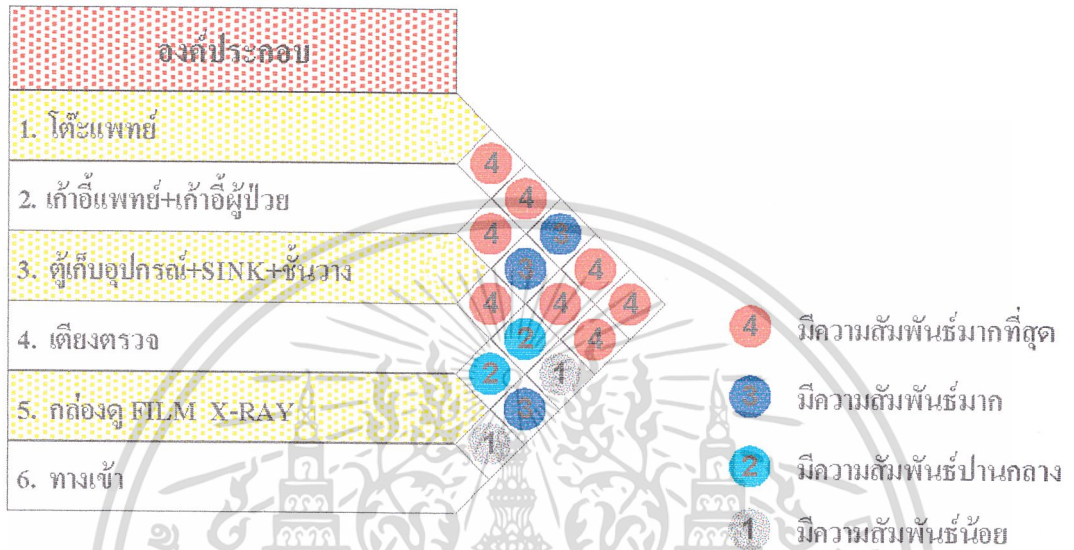 องค์ประกอบ
1. โต๊ะแพทย์
2. เก้าอี้แพทย์+เก้าอี้ผู้ป่วย
3. ตู้เก็บอุปกรณ์+SINK+ชั้นวาง
4. เตียงตรวจ
5. กล่องดู FILM X-RAY
6. ทางเข้า
4
4
4 3
3 4
4 4 4
2 4
2 1
3
1
4 มีความสัมพันธ์มากที่สุด
3 มีความสัมพันธ์มาก
2 มีความสัมพันธ์ปานกลาง
1 มีความสัมพันธ์น้อย